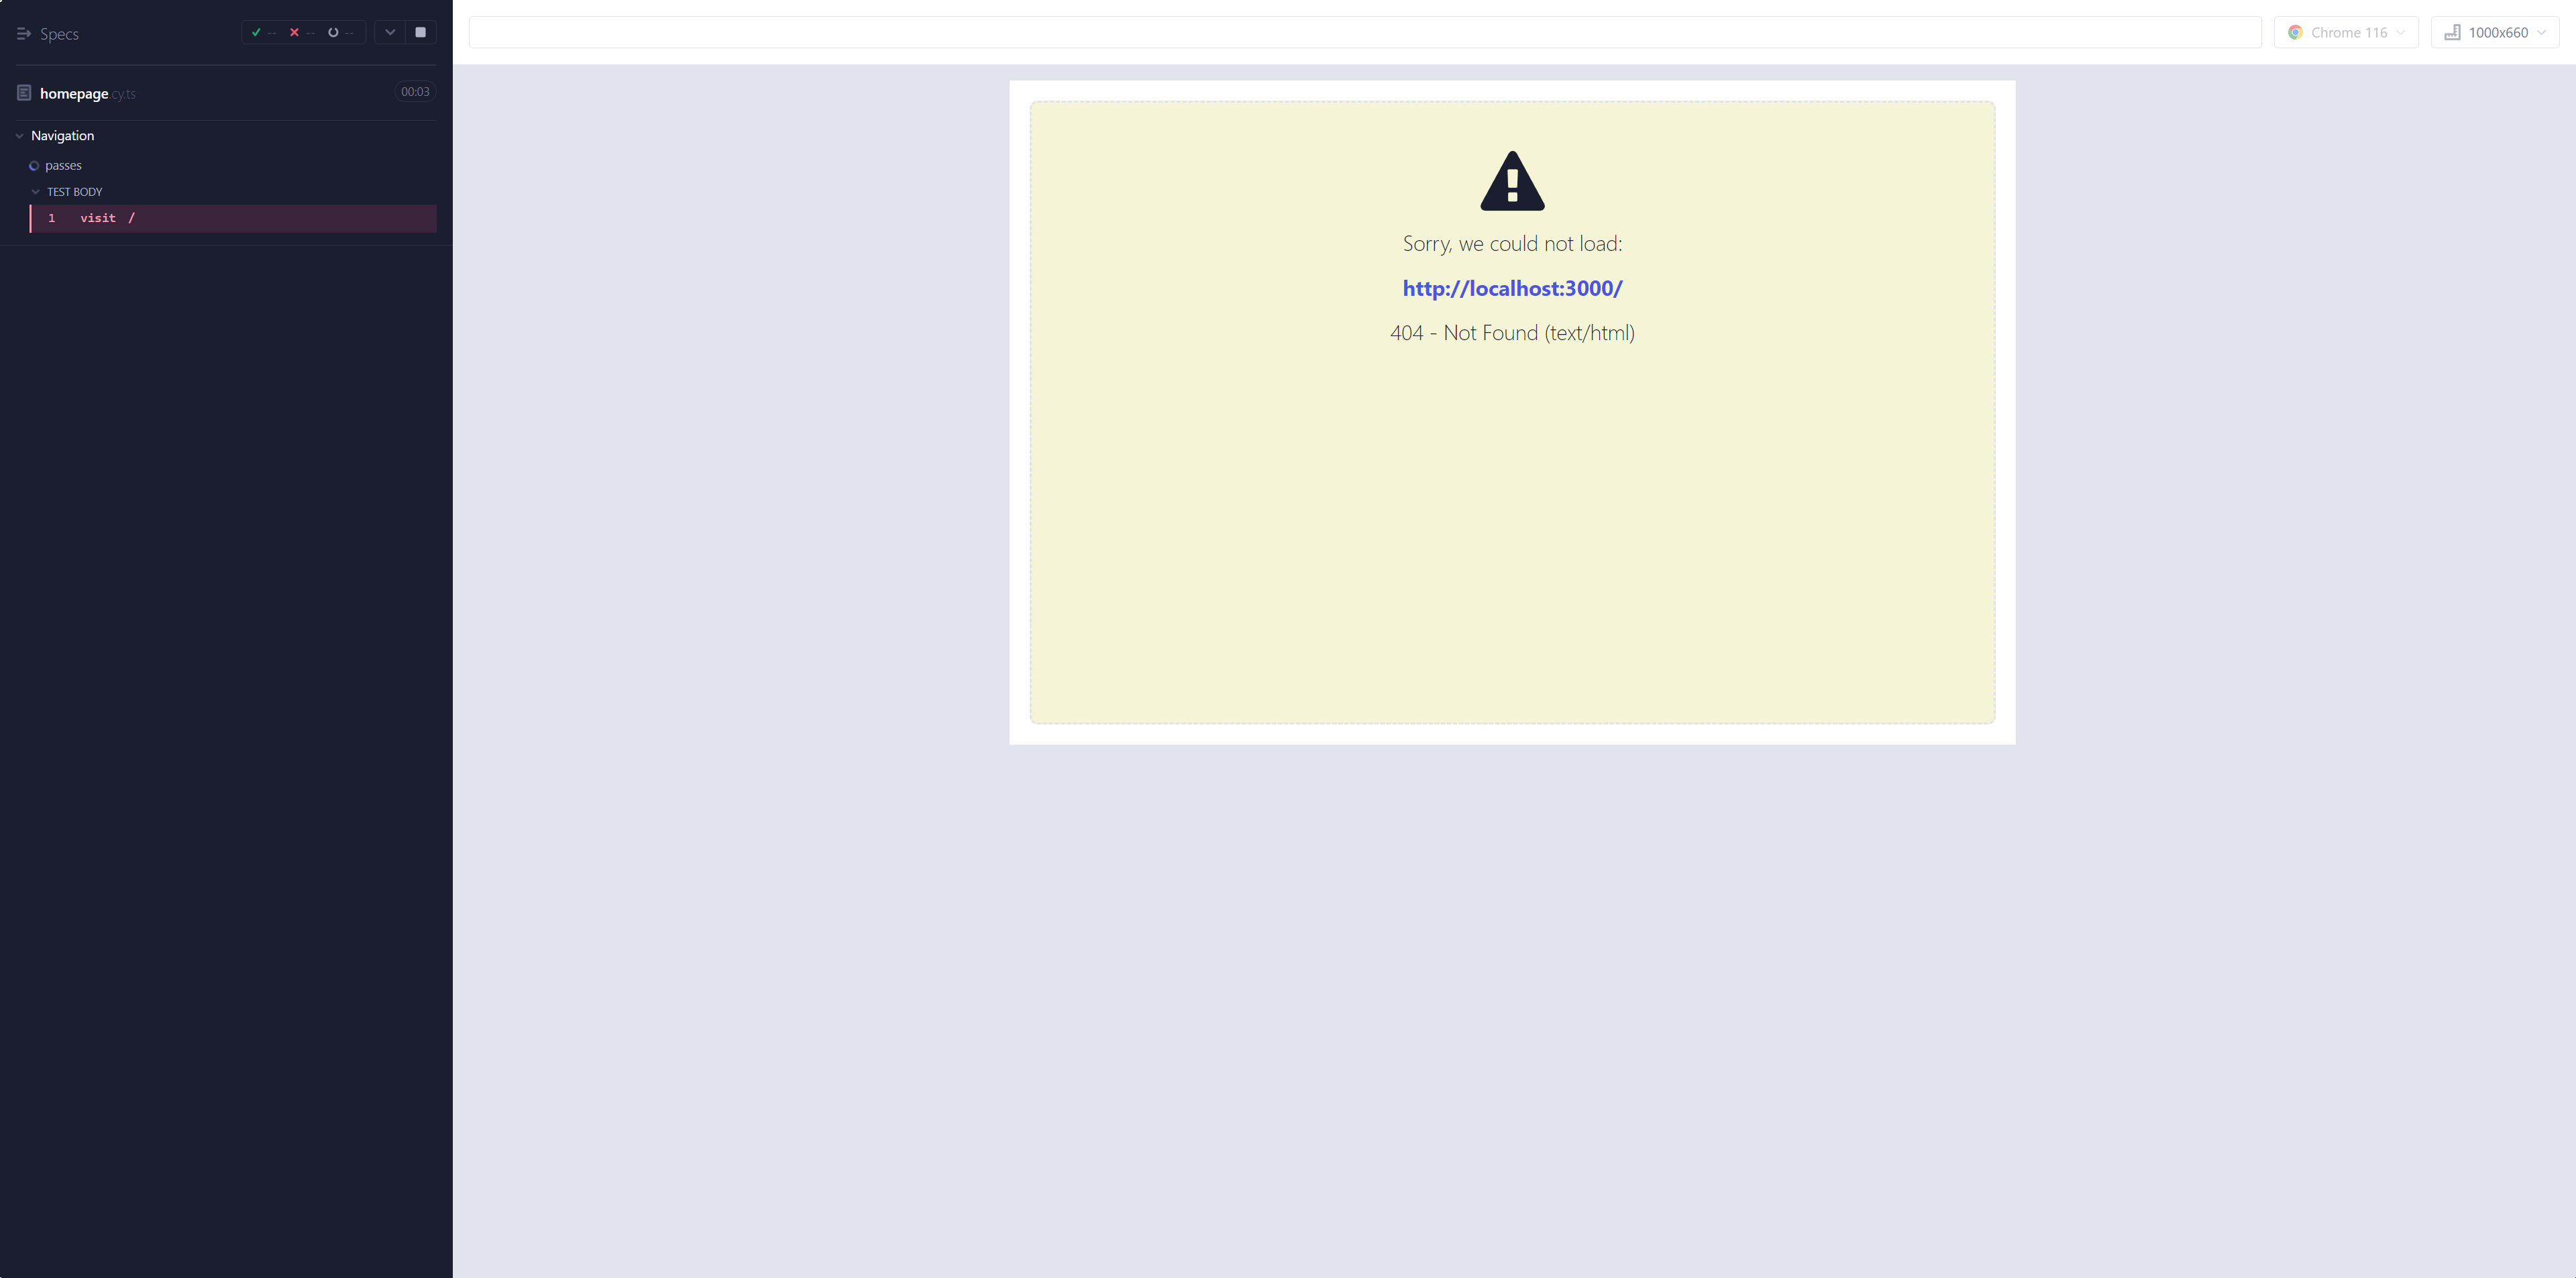 Specs -- -- --
homepage.cy.ts 00:03
Navigation
passes
TEST BODY
1 visit /
Chrome 116 1000x660
Sorry, we could not load:
http://localhost:3000/
404 - Not Found (text/html)